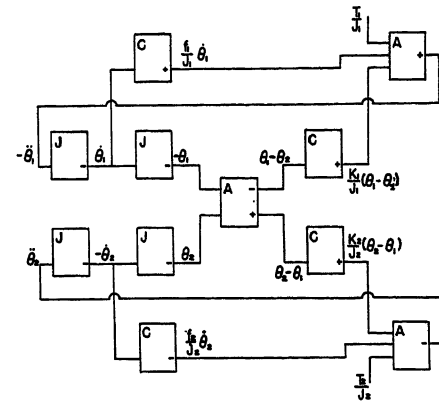 C
+
f₁/J₁ θ̇₁
T₁/J₁
A
+
-θ̈₁
J
-
θ̇₁
J
-
-θ₁
A
-
+
θ₁-θ₂
C
+
K₁/J₁(θ₁-θ₂)
θ̈₂
J
-
-θ̇₂
J
-
θ₂
θ₂-θ₁
C
+
K₂/J₂(θ₂-θ₁)
C
-
f₂/J₂ θ̇₂
A
-
T₂/J₂